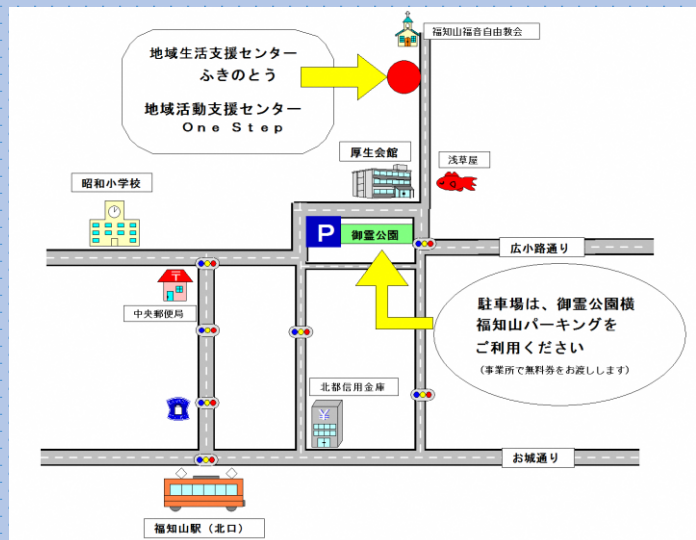 福知山福音自由教会
地域生活支援センター
ふきのとう
地域活動支援センター
One Step
厚生会館
浅草屋
昭和小学校
P
御霊公園
広小路通り
〒
中央郵便局
駐車場は、御霊公園横
福知山パーキングを
ご利用ください
（事業所で無料券をお渡しします）
北都信用金庫
¥
お城通り
福知山駅（北口）